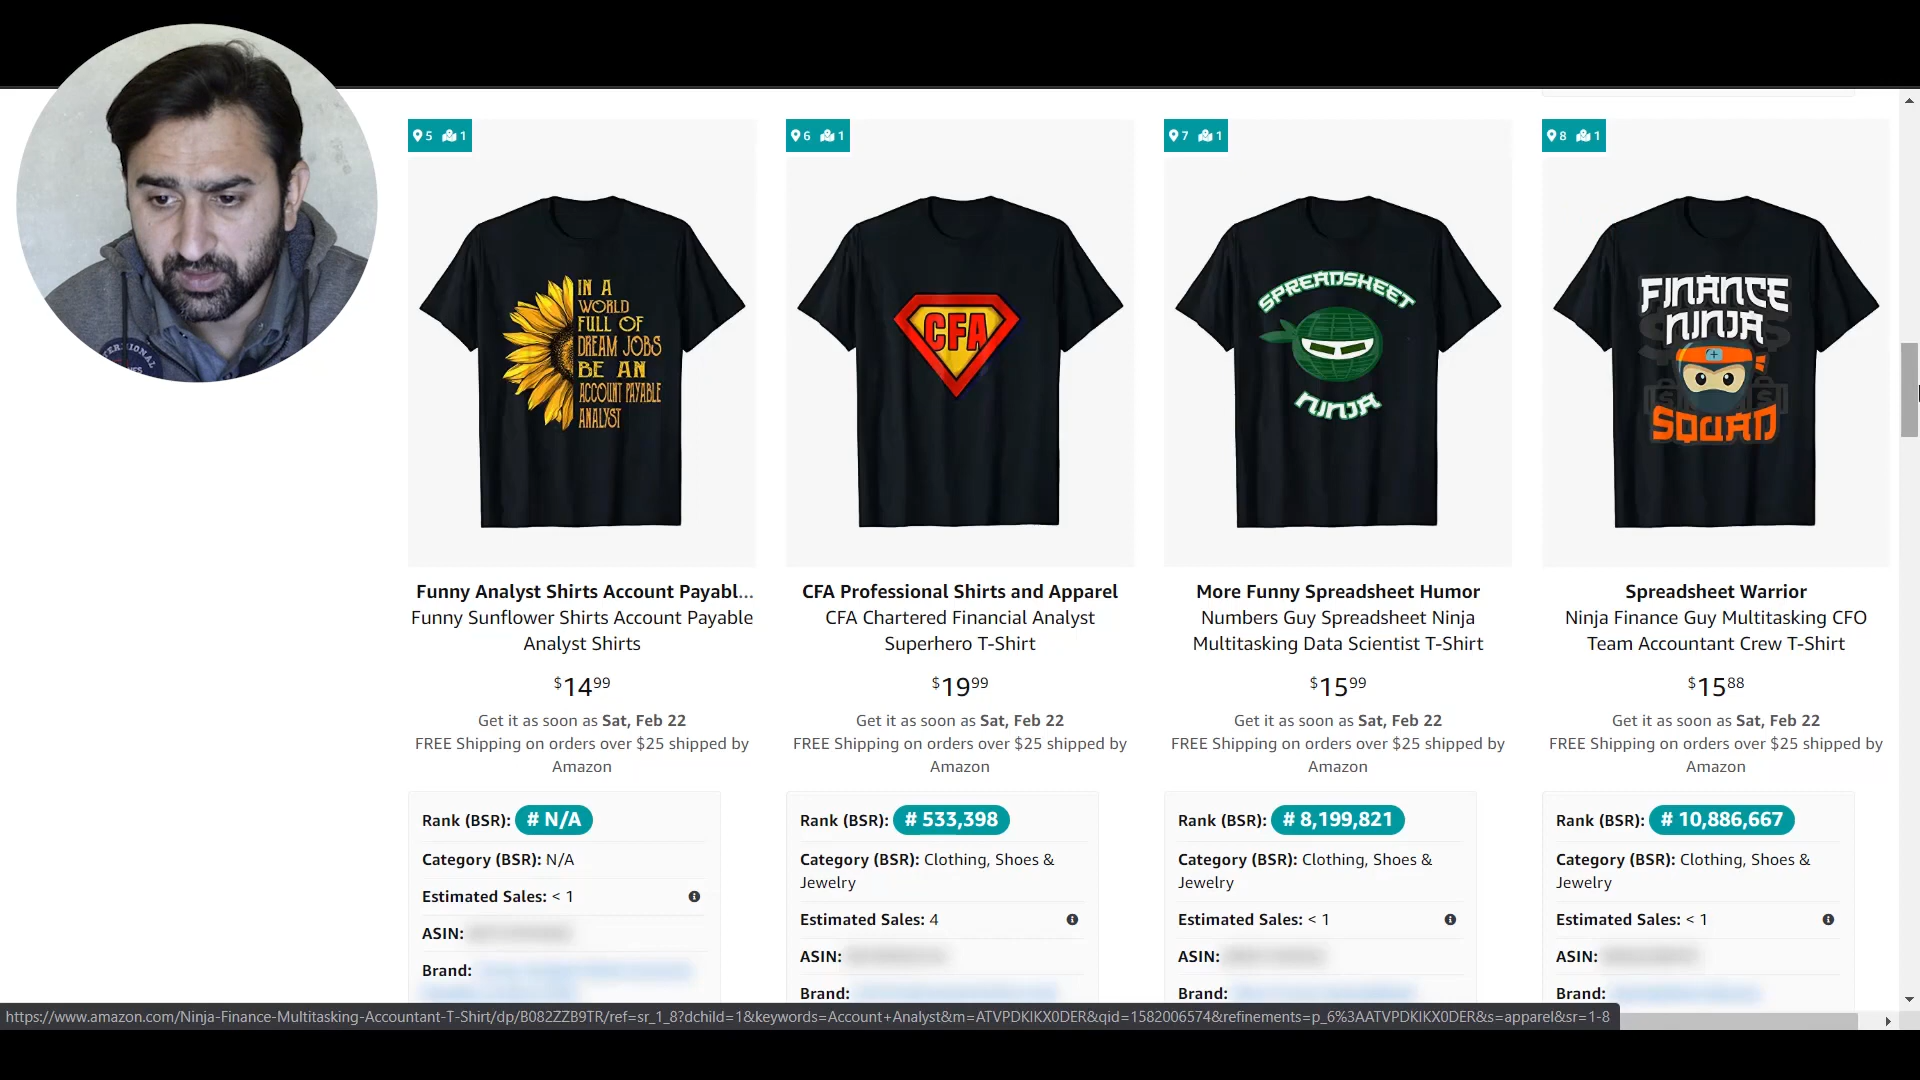 5 1
6 1
7 1
8 1
IN A
WORLD
FULL OF
DREAM JOBS
BE AN
ACCOUNT PAYABLE
ANALYST
CFA
SPREADSHEET
NINJA
FINANCE
NINJA
SQUAD
Funny Analyst Shirts Account Payabl...
Funny Sunflower Shirts Account Payable
Analyst Shirts
$14.99
Get it as soon as Sat, Feb 22
FREE Shipping on orders over $25 shipped by
Amazon
CFA Professional Shirts and Apparel
CFA Chartered Financial Analyst
Superhero T-Shirt
$19.99
Get it as soon as Sat, Feb 22
FREE Shipping on orders over $25 shipped by
Amazon
More Funny Spreadsheet Humor
Numbers Guy Spreadsheet Ninja
Multitasking Data Scientist T-Shirt
$15.99
Get it as soon as Sat, Feb 22
FREE Shipping on orders over $25 shipped by
Amazon
Spreadsheet Warrior
Ninja Finance Guy Multitasking CFO
Team Accountant Crew T-Shirt
$15.88
Get it as soon as Sat, Feb 22
FREE Shipping on orders over $25 shipped by
Amazon
Rank (BSR): # N/A
Category (BSR): N/A
Estimated Sales: < 1
ASIN:
Brand:
Rank (BSR): # 533,398
Category (BSR): Clothing, Shoes &
Jewelry
Estimated Sales: 4
ASIN:
Brand:
Rank (BSR): # 8,199,821
Category (BSR): Clothing, Shoes &
Jewelry
Estimated Sales: < 1
ASIN:
Brand:
Rank (BSR): # 10,886,667
Category (BSR): Clothing, Shoes &
Jewelry
Estimated Sales: < 1
ASIN:
Brand:
https://www.amazon.com/Ninja-Finance-Multitasking-Accountant-T-Shirt/dp/B082ZZB9TR/ref=sr_1_8?dchild=1&keywords=Account+Analyst&m=ATVPDKIKX0DER&qid=1582006574&refinements=p_6%3AATVPDKIKX0DER&s=apparel&sr=1-8